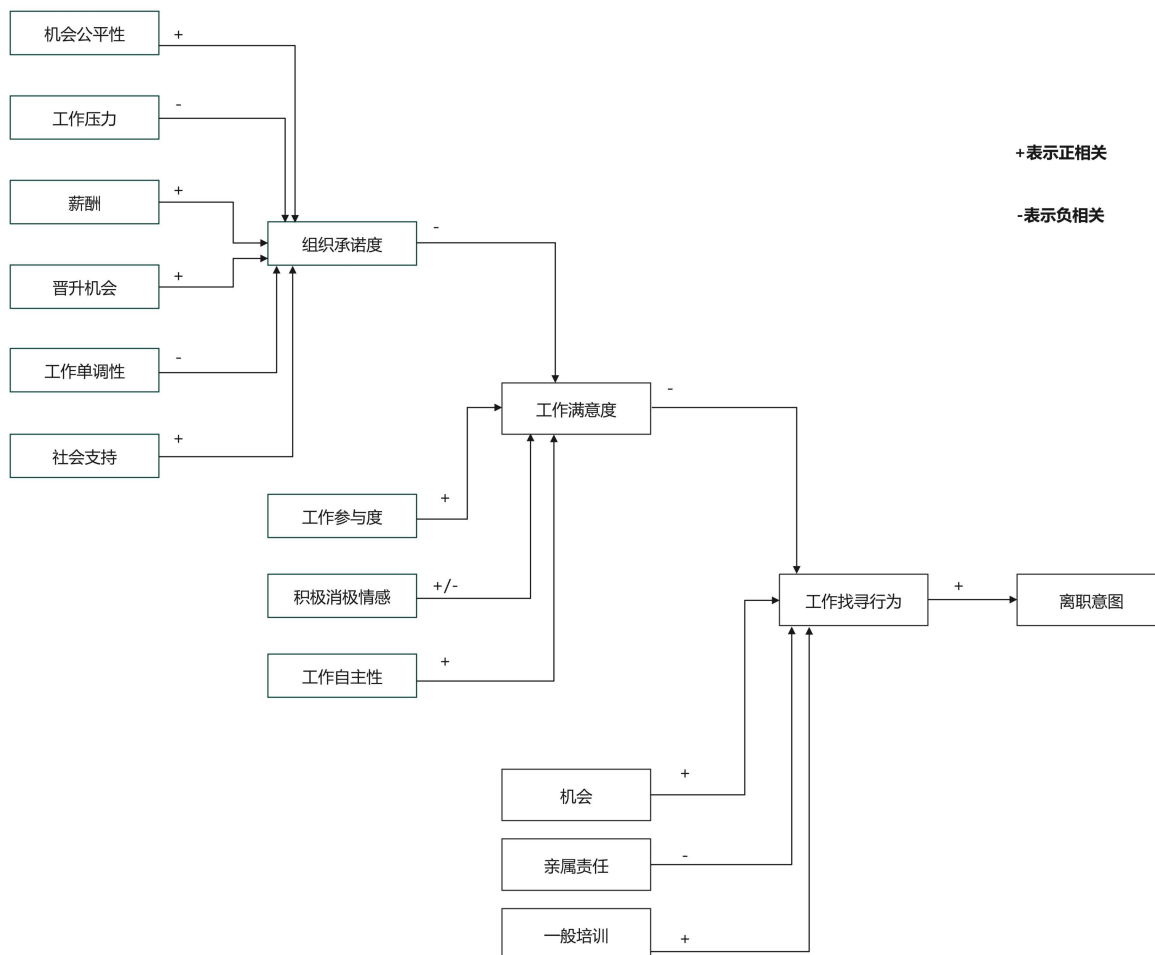 机会公平性
+
工作压力
-
+表示正相关
薪酬
+
-表示负相关
组织承诺度
-
晋升机会
+
工作单调性
-
工作满意度
-
社会支持
+
工作参与度
+
积极消极情感
+/-
工作找寻行为
+
离职意图
工作自主性
+
机会
+
亲属责任
-
一般培训
+